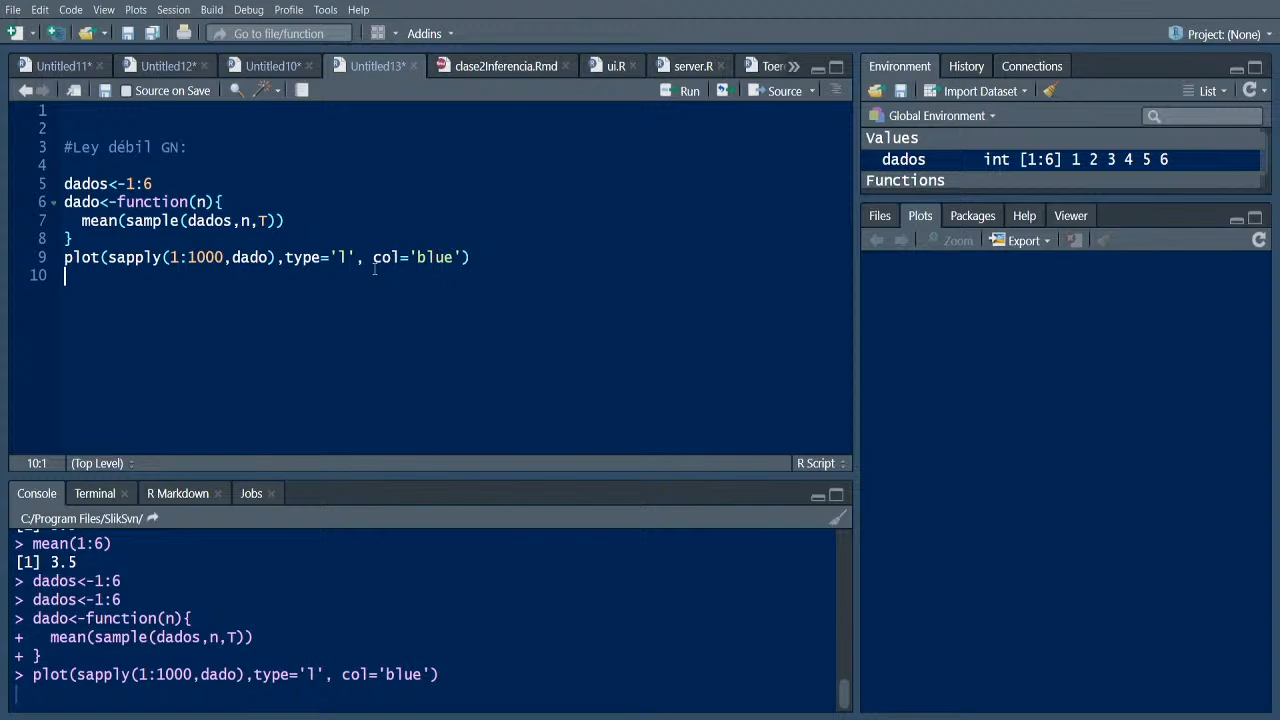 File Edit Code View Plots Session Build Debug Profile Tools Help
Go to file/function Addins Project: (None)
Untitled11* Untitled12* Untitled10* Untitled13* clase2Inferencia.Rmd ui.R server.R Toer
Source on Save Run Source
1
2
3 #Ley débil GN:
4
5 dados<-1:6
6 dado<-function(n){
7 mean(sample(dados,n,T))
8 }
9 plot(sapply(1:1000,dado),type='l', col='blue')
10
10:1 (Top Level) R Script
Console Terminal R Markdown Jobs
C:/Program Files/SlikSvn/
> mean(1:6)
[1] 3.5
> dados<-1:6
> dados<-1:6
> dado<-function(n){
+ mean(sample(dados,n,T))
+ }
> plot(sapply(1:1000,dado),type='l', col='blue')
Environment History Connections
Import Dataset List
Global Environment
Values
dados int [1:6] 1 2 3 4 5 6
Functions
Files Plots Packages Help Viewer
Zoom Export